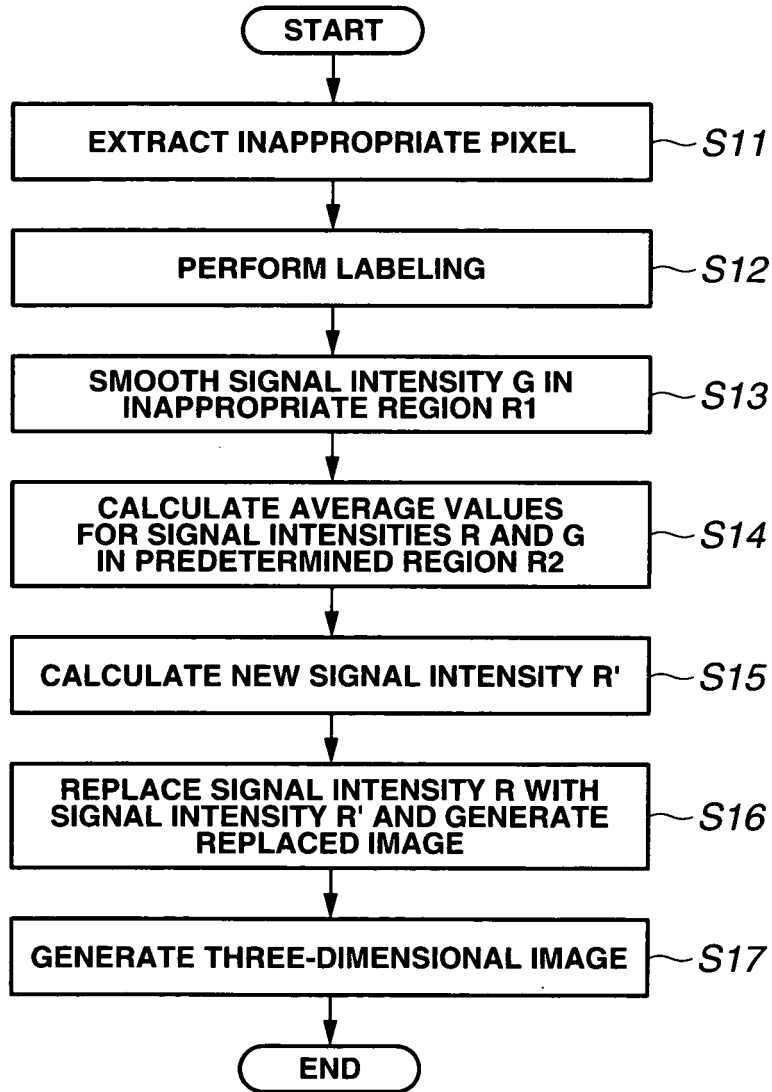 START
EXTRACT INAPPROPRIATE PIXEL
S11
PERFORM LABELING
S12
SMOOTH SIGNAL INTENSITY G IN
INAPPROPRIATE REGION R1
S13
CALCULATE AVERAGE VALUES
FOR SIGNAL INTENSITIES R AND G
IN PREDETERMINED REGION R2
S14
CALCULATE NEW SIGNAL INTENSITY R'
S15
REPLACE SIGNAL INTENSITY R WITH
SIGNAL INTENSITY R' AND GENERATE
REPLACED IMAGE
S16
GENERATE THREE-DIMENSIONAL IMAGE
S17
END